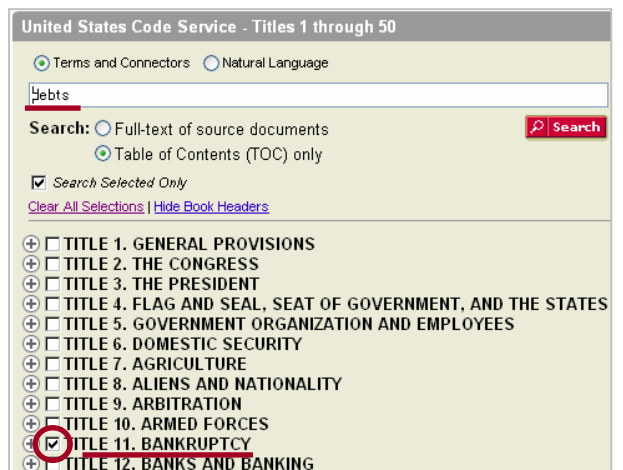 United States Code Service - Titles 1 through 50
Terms and Connectors Natural Language
debts
Search: Full-text of source documents
Search
Table of Contents (TOC) only
Search Selected Only
Clear All Selections | Hide Book Headers
TITLE 1. GENERAL PROVISIONS
TITLE 2. THE CONGRESS
TITLE 3. THE PRESIDENT
TITLE 4. FLAG AND SEAL, SEAT OF GOVERNMENT, AND THE STATES
TITLE 5. GOVERNMENT ORGANIZATION AND EMPLOYEES
TITLE 6. DOMESTIC SECURITY
TITLE 7. AGRICULTURE
TITLE 8. ALIENS AND NATIONALITY
TITLE 9. ARBITRATION
TITLE 10. ARMED FORCES
TITLE 11. BANKRUPTCY
TITLE 12. BANKS AND BANKING